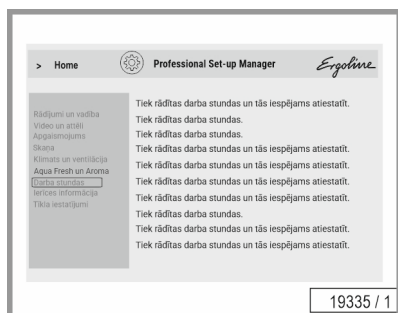 > Home
Professional Set-up Manager
Ergoline
Rādījumi un vadība
Video un attēli
Apgaismojums
Skaņa
Klimats un ventilācija
Aqua Fresh un Aroma
Darba stundas
Ierīces informācija
Tīkla iestatījumi
Tiek rādītas darba stundas un tās iespējams atiestatīt.
Tiek rādītas darba stundas.
Tiek rādītas darba stundas.
Tiek rādītas darba stundas un tās iespējams atiestatīt.
Tiek rādītas darba stundas un tās iespējams atiestatīt.
Tiek rādītas darba stundas un tās iespējams atiestatīt.
Tiek rādītas darba stundas un tās iespējams atiestatīt.
Tiek rādītas darba stundas.
Tiek rādītas darba stundas un tās iespējams atiestatīt.
Tiek rādītas darba stundas un tās iespējams atiestatīt.
19335 / 1